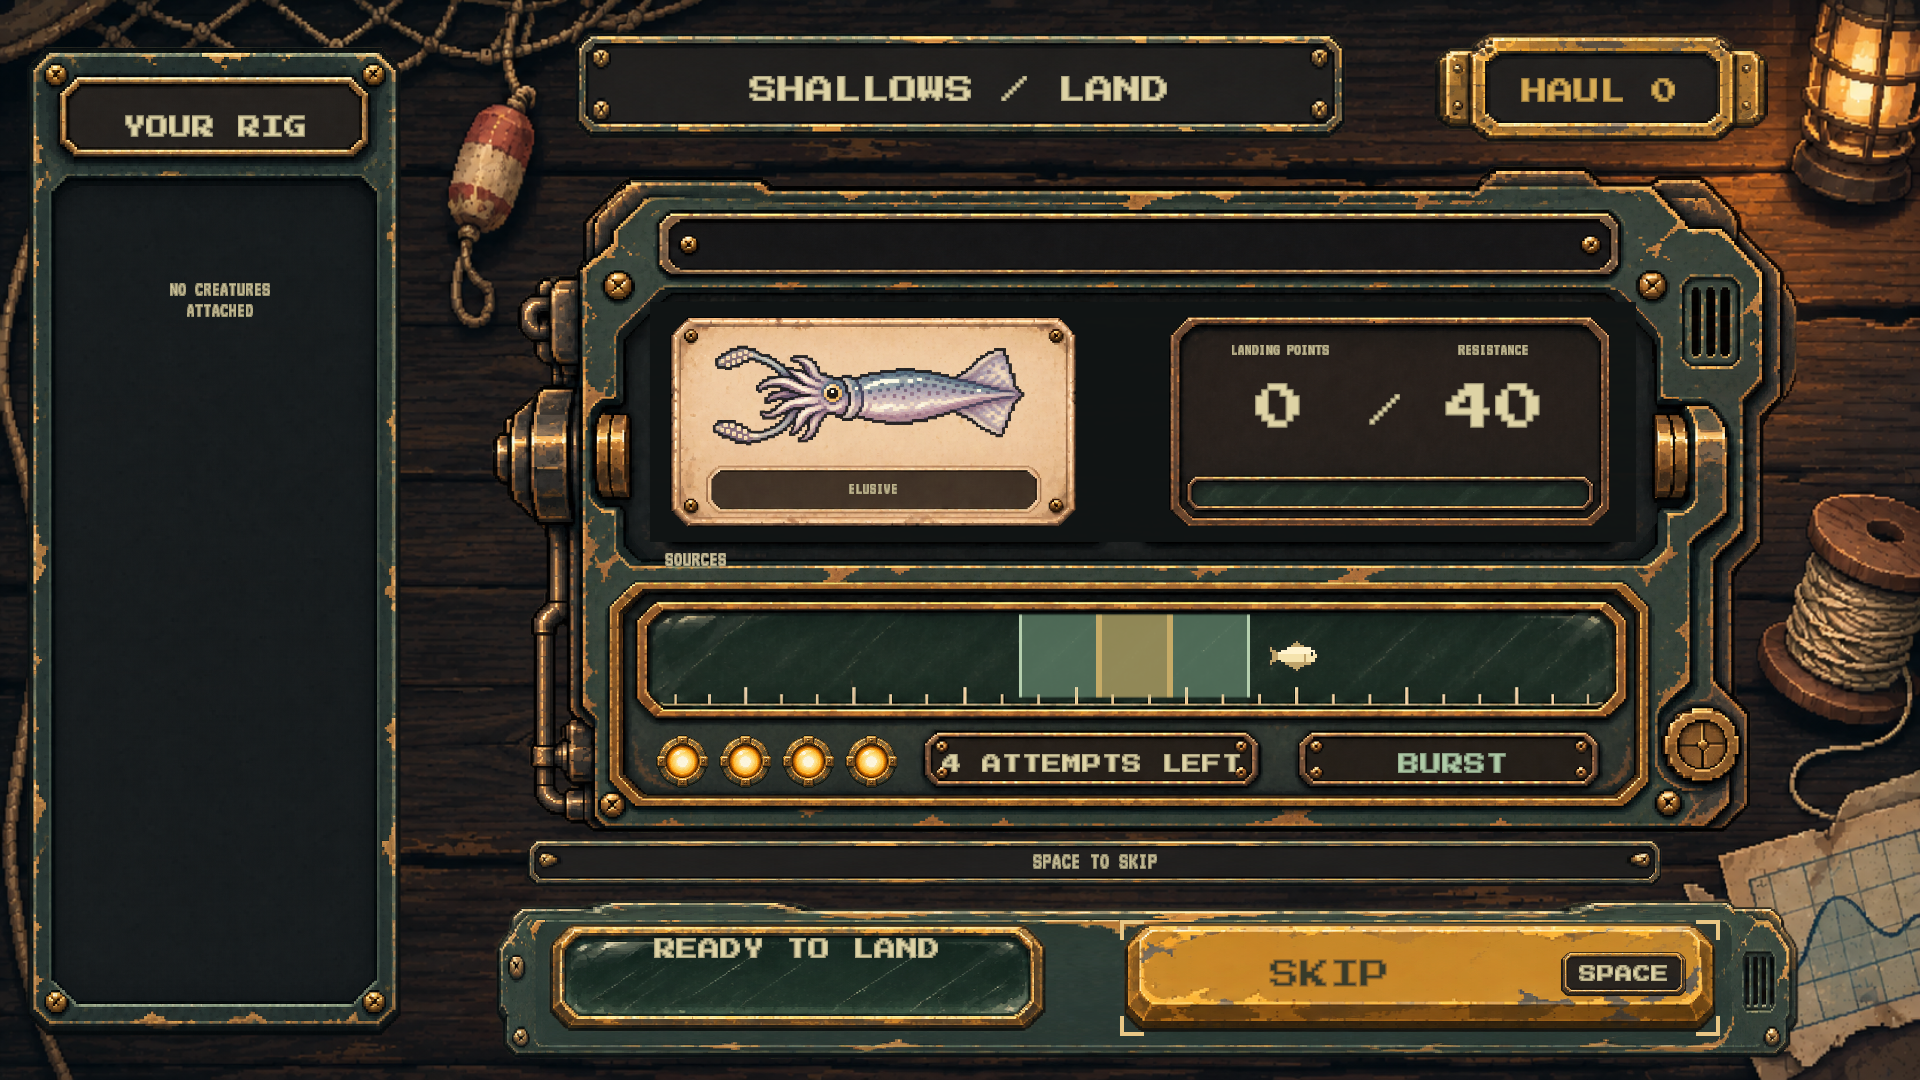 YOUR RIG
NO CREATURES
ATTACHED
SHALLOWS / LAND
HAUL 0
ELUSIVE
LANDING POINTS
RESISTANCE
0 / 40
SOURCES
4 ATTEMPTS LEFT
BURST
SPACE TO SKIP
READY TO LAND
SKIP
SPACE